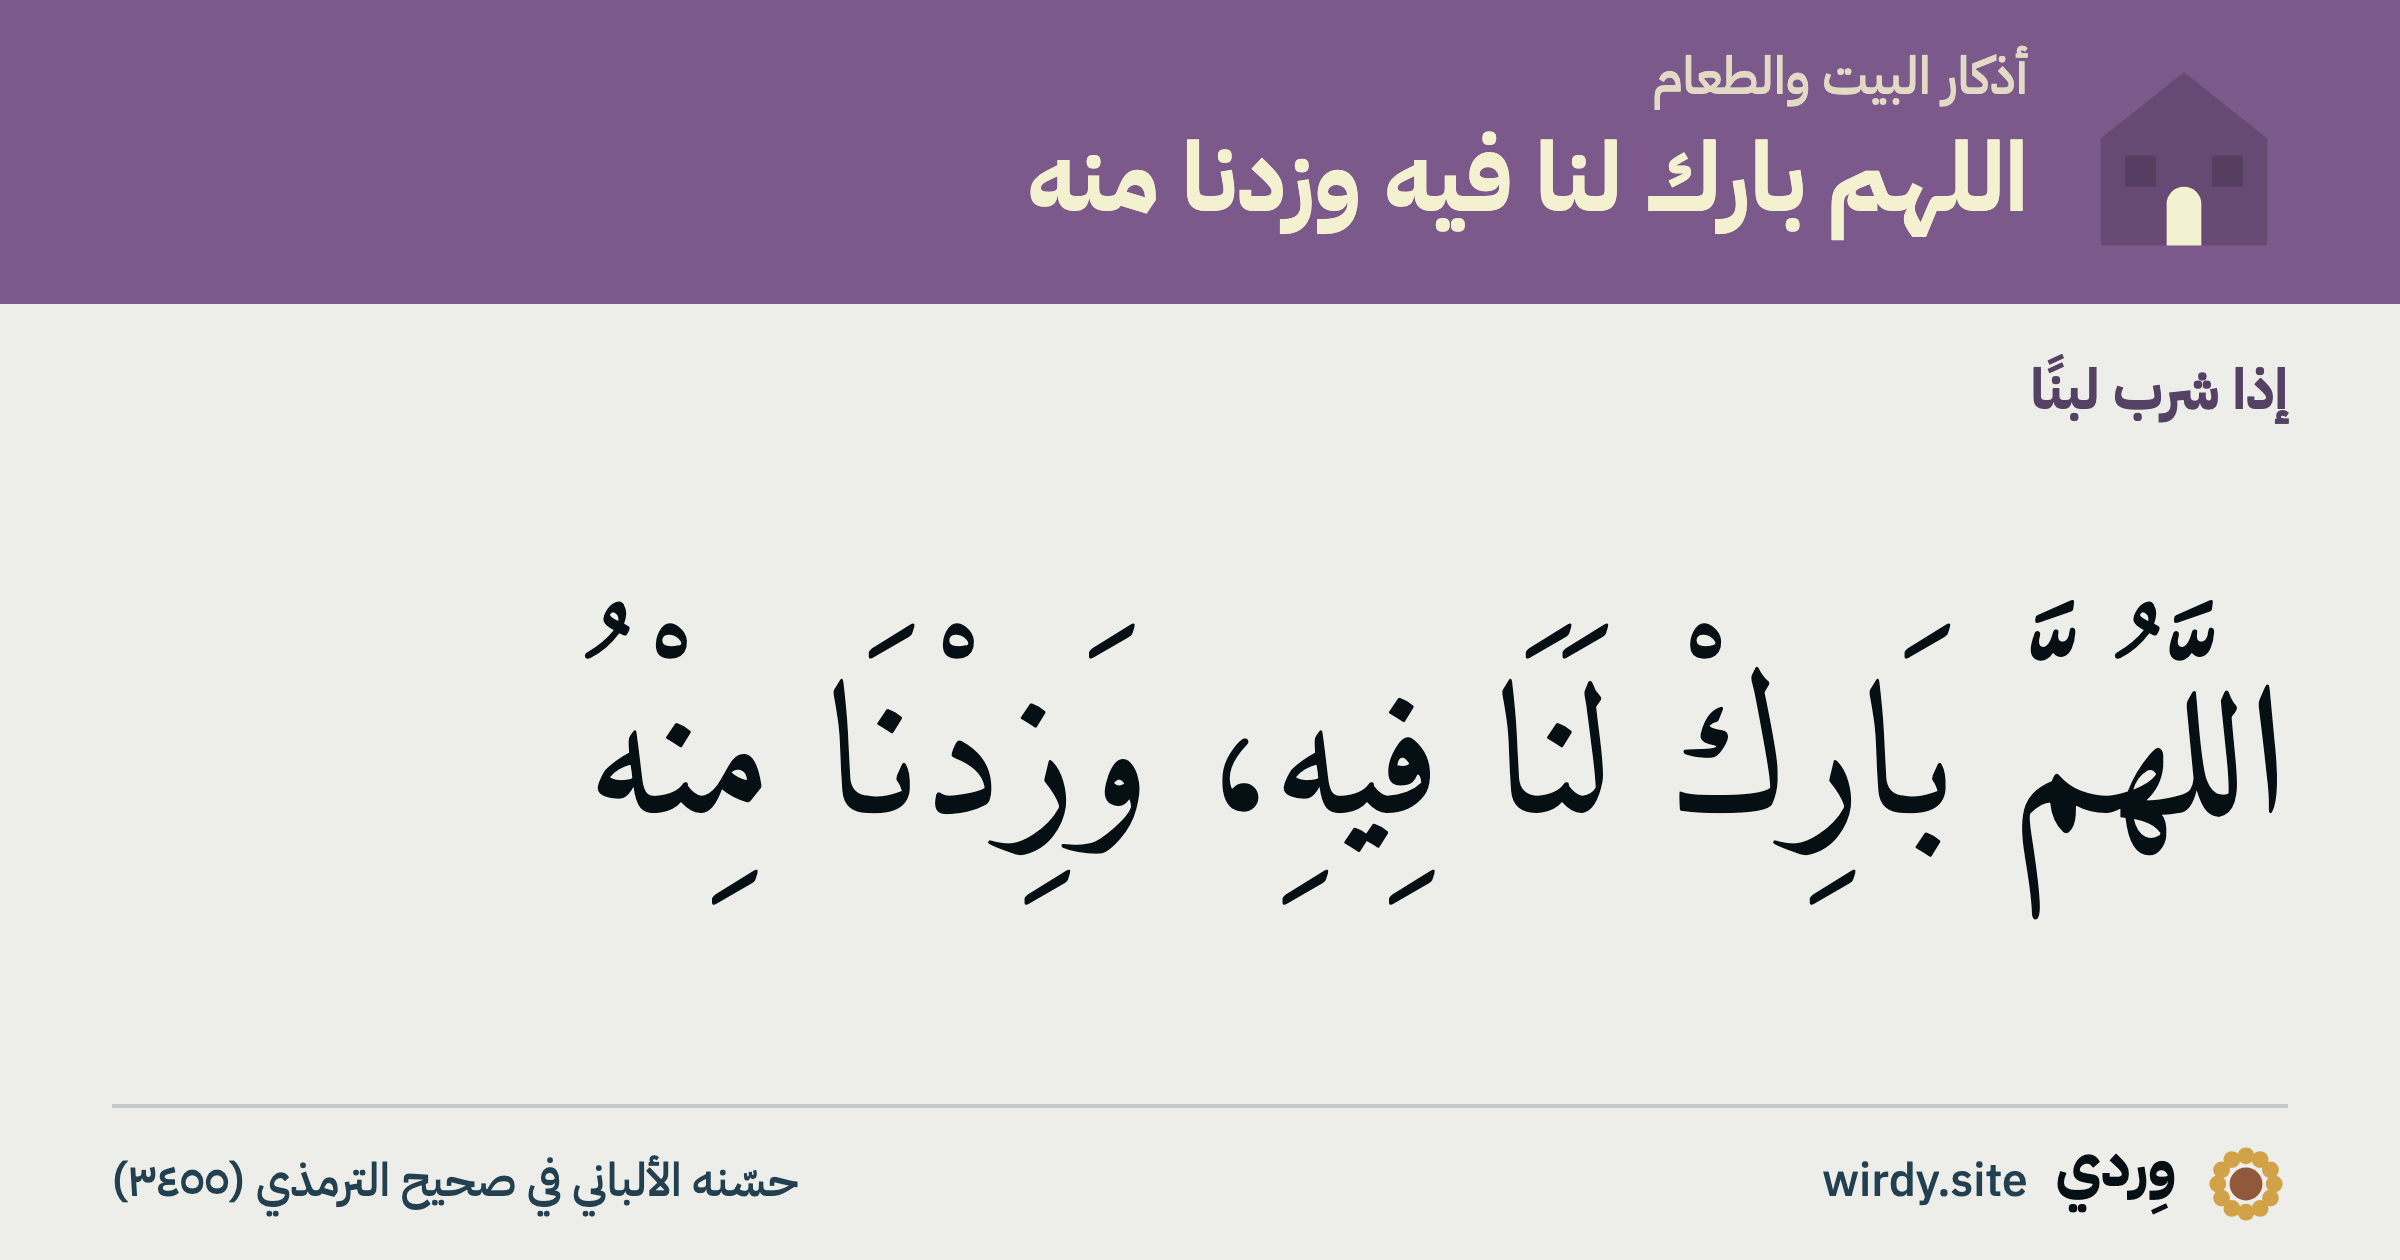 أذكار البيت والطعام
اللهم بارك لنا فيه وزدنا منه
إذا شرب لبنًا
اللَّهُمَّ بَارِكْ لَنَا فِيهِ، وَزِدْنَا مِنْهُ
وِردي wirdy.site
حسّنه الألباني في صحيح الترمذي (٣٤٥٥)